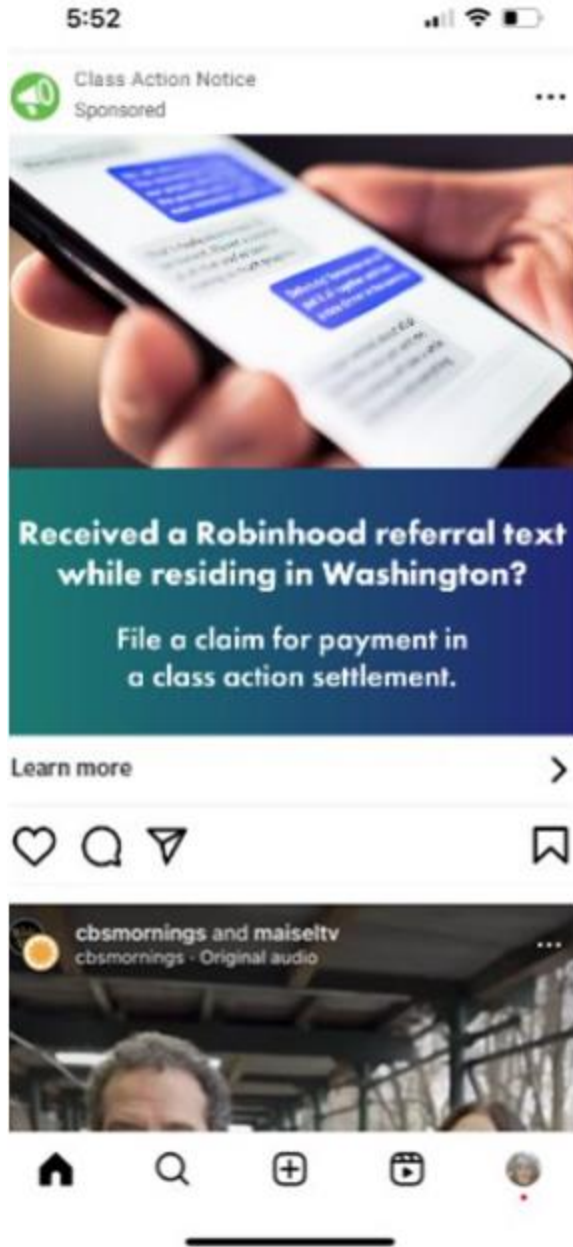 5:52
Class Action Notice
Sponsored
Received a Robinhood referral text
while residing in Washington?
File a claim for payment in
a class action settlement.
Learn more
cbsmornings and maiseltv
cbsmornings · Original audio